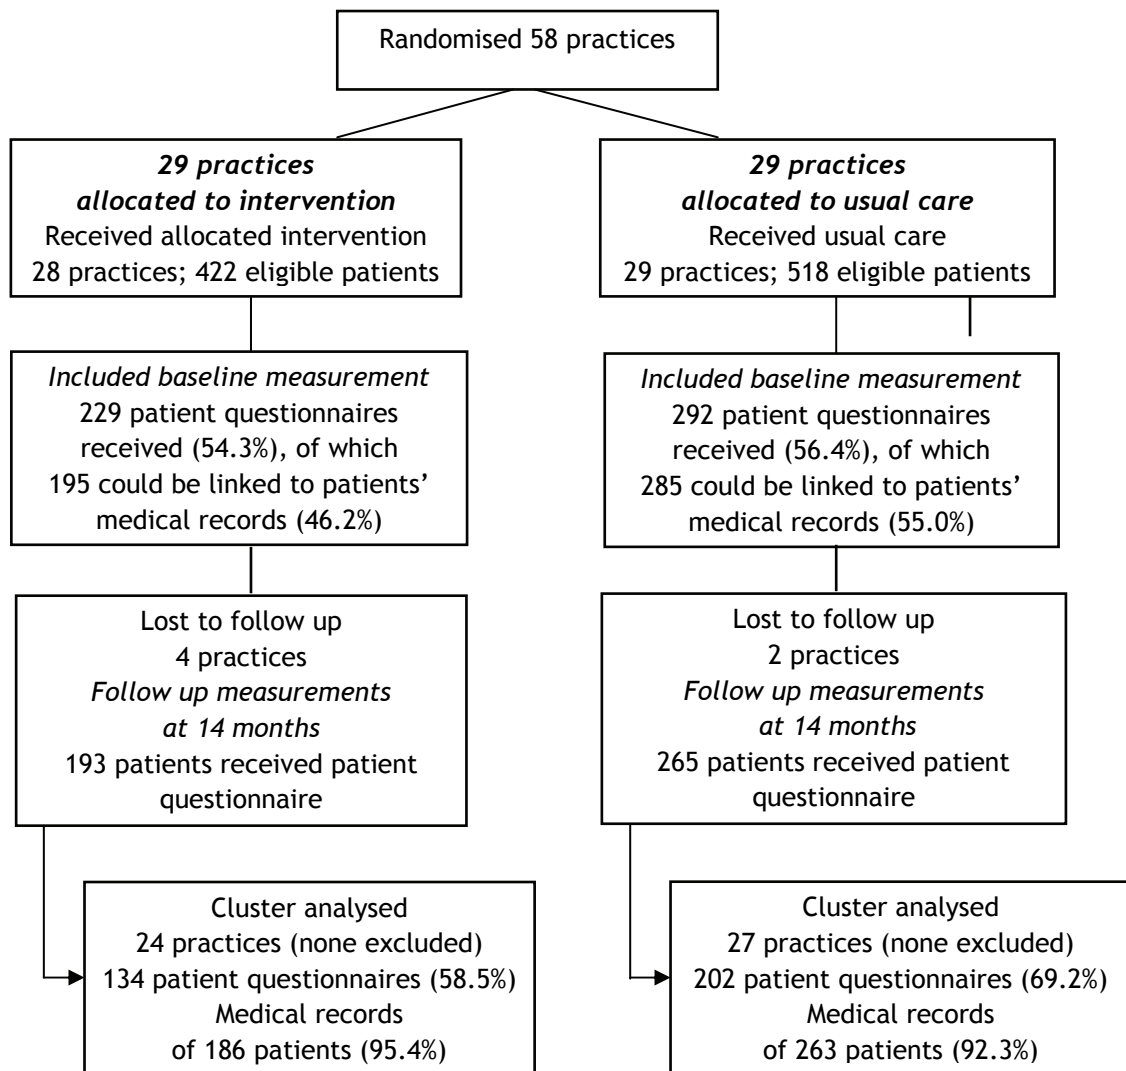 Randomised 58 practices
29 practices
allocated to intervention
Received allocated intervention
28 practices; 422 eligible patients
29 practices
allocated to usual care
Received usual care
29 practices; 518 eligible patients
Included baseline measurement
229 patient questionnaires
received (54.3%), of which
195 could be linked to patients’
medical records (46.2%)
Included baseline measurement
292 patient questionnaires
received (56.4%), of which
285 could be linked to patients’
medical records (55.0%)
Lost to follow up
4 practices
Follow up measurements
at 14 months
193 patients received patient
questionnaire
Lost to follow up
2 practices
Follow up measurements
at 14 months
265 patients received patient
questionnaire
Cluster analysed
24 practices (none excluded)
134 patient questionnaires (58.5%)
Medical records
of 186 patients (95.4%)
Cluster analysed
27 practices (none excluded)
202 patient questionnaires (69.2%)
Medical records
of 263 patients (92.3%)